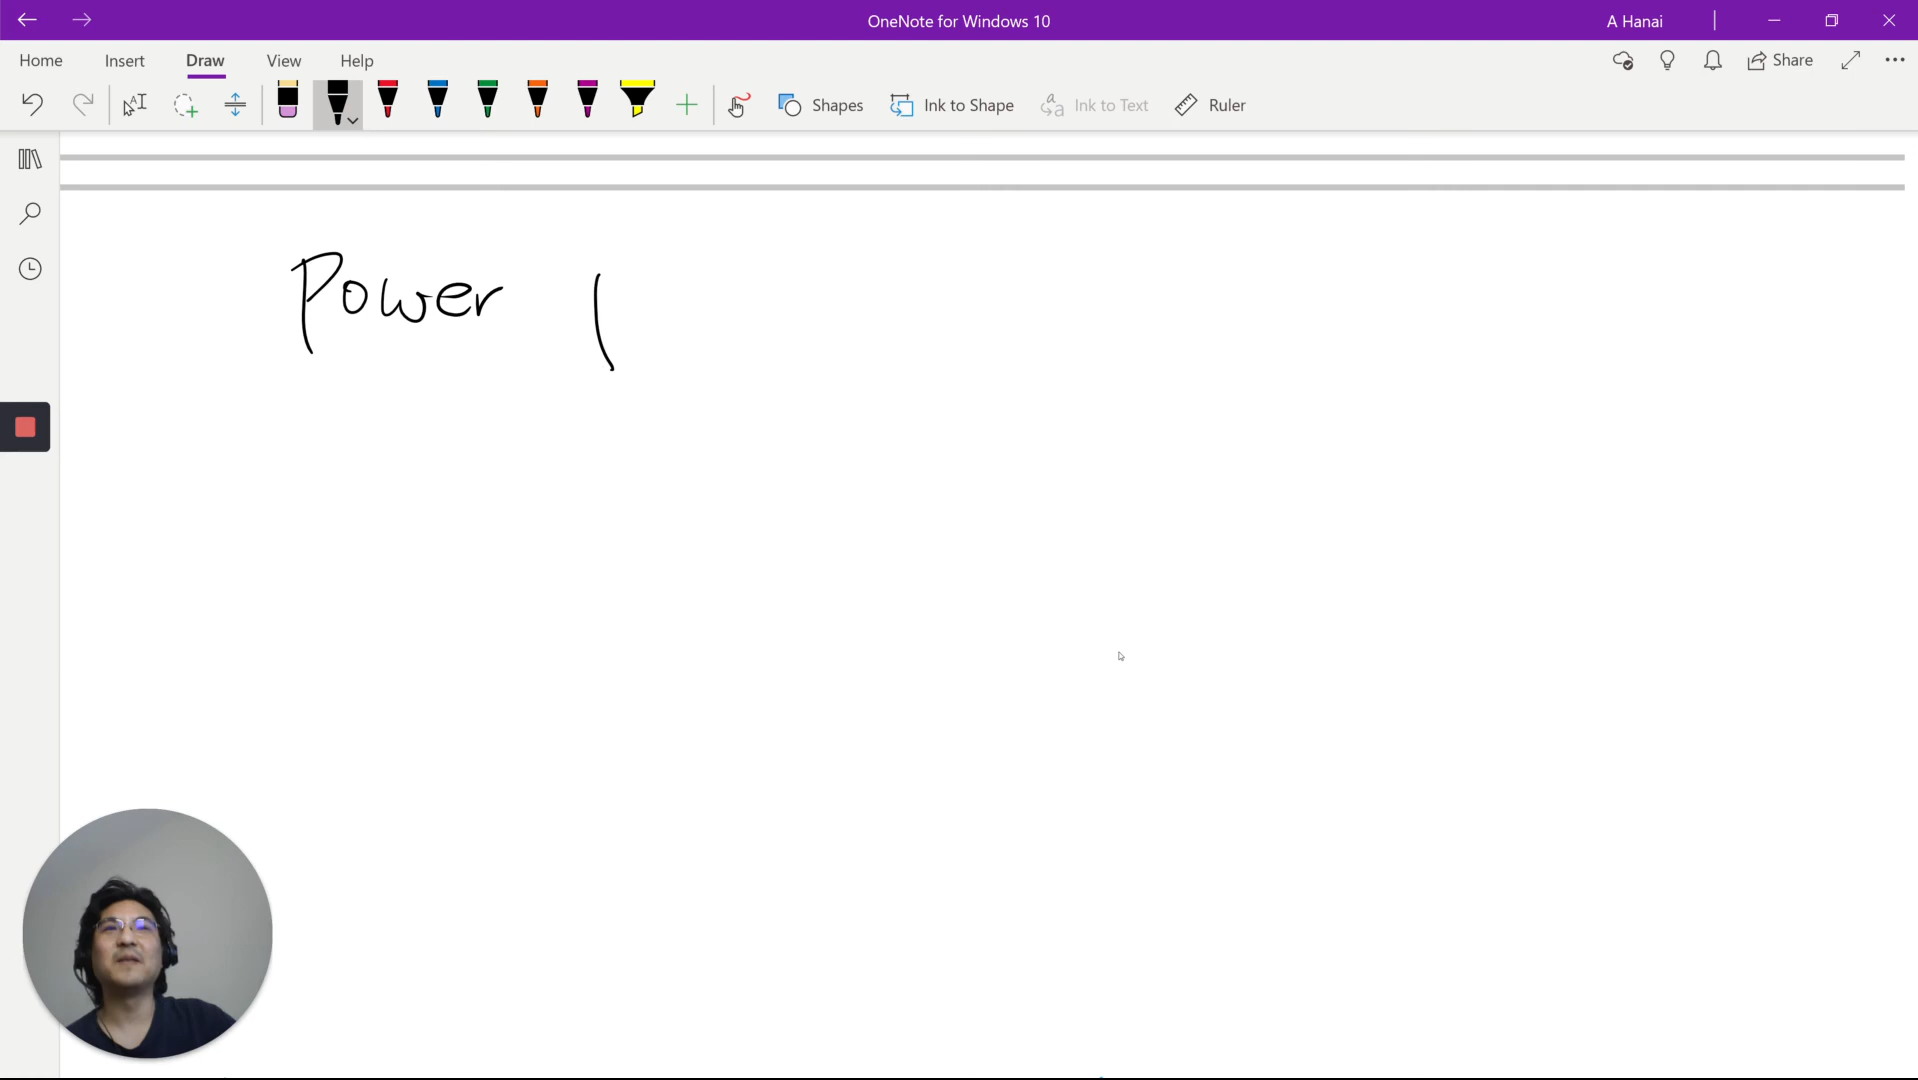 OneNote for Windows 10
A Hanai
Home Insert Draw View Help
Share
Shapes Ink to Shape Ink to Text Ruler
Power (